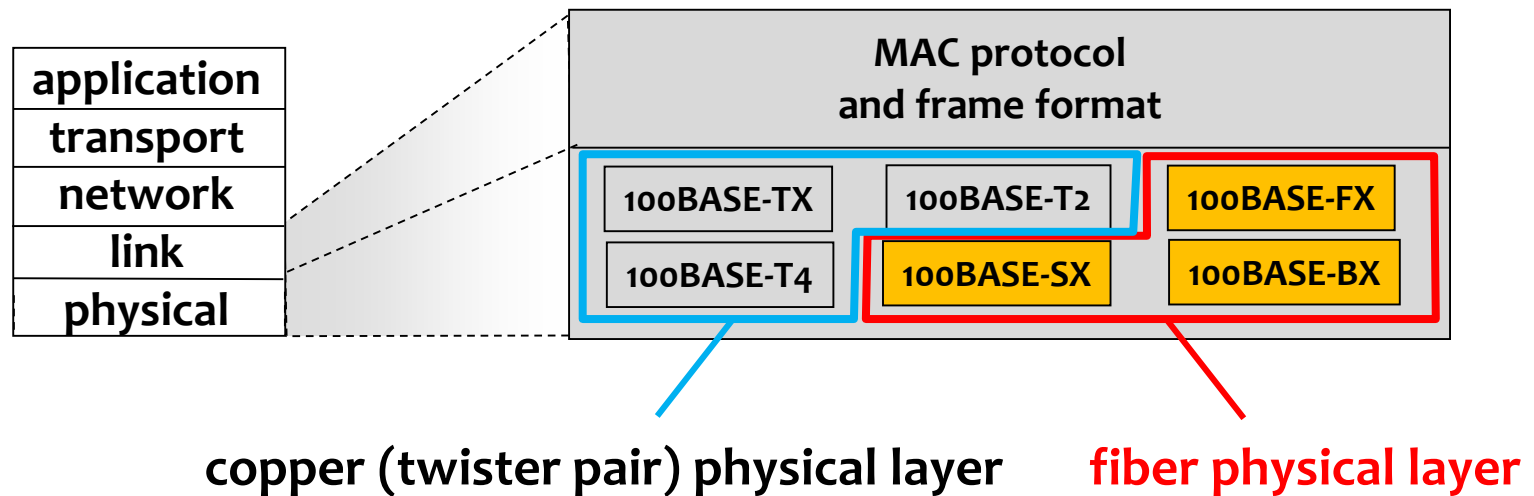 application
transport
network
link
physical
MAC protocol
and frame format
100BASE-TX
100BASE-T2
100BASE-FX
100BASE-T4
100BASE-SX
100BASE-BX
copper (twister pair) physical layer
fiber physical layer